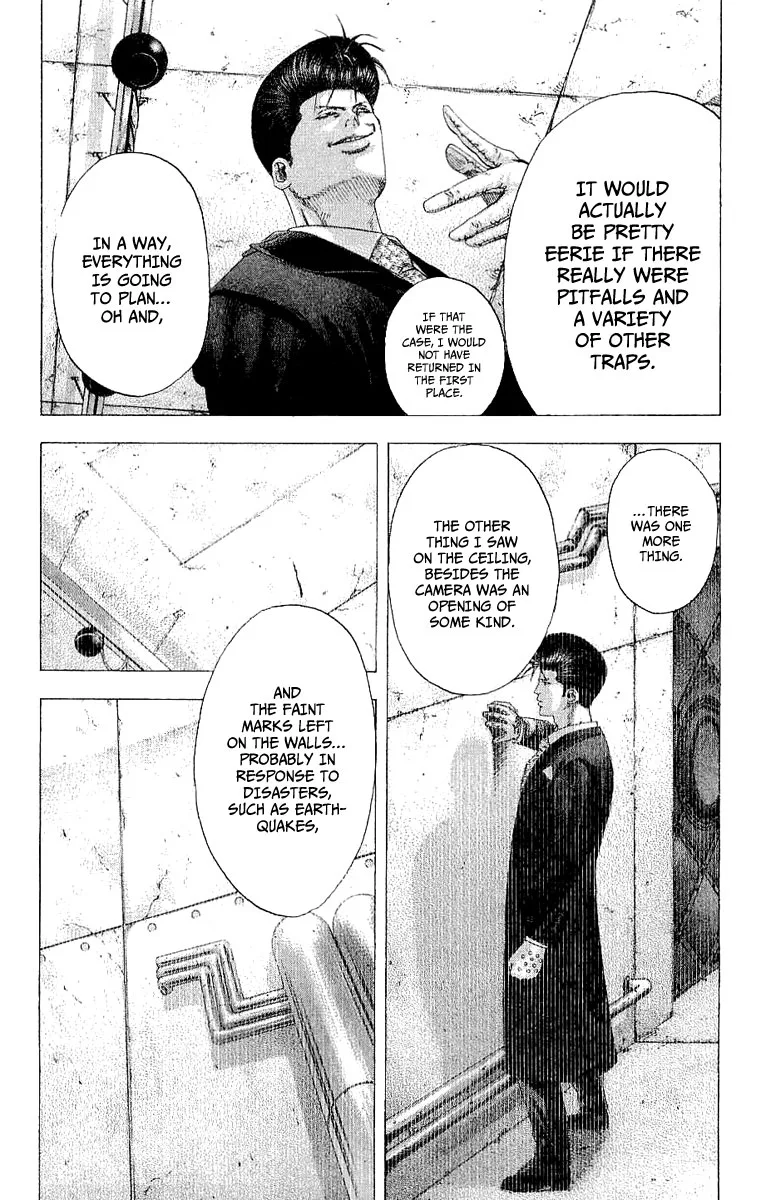 IT WOULD
ACTUALLY
BE PRETTY
EERIE IF THERE
REALLY WERE
PITFALLS AND
A VARIETY
OF OTHER
TRAPS.
IF THAT
WERE THE
CASE, I WOULD
NOT HAVE
RETURNED
IN THE FIRST
PLACE.
IN A WAY,
EVERYTHING
IS GOING
TO PLAN...
OH AND,
...THERE
WAS ONE
MORE
THING.
THE OTHER
THING I SAW
ON THE CEILING,
BESIDES THE
CAMERA WAS AN
OPENING OF
SOME KIND.
AND
THE FAINT
MARKS LEFT
ON THE WALLS...
PROBABLY IN
RESPONSE TO
DISASTERS,
SUCH AS EARTH-
QUAKES,